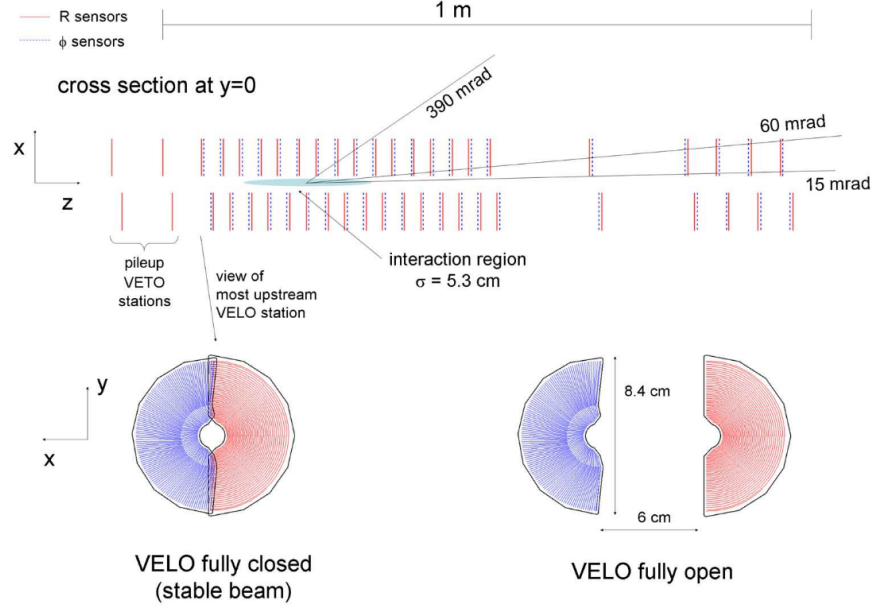 R sensors
ϕ sensors
1 m
cross section at y=0
390 mrad
60 mrad
15 mrad
x
z
pileup
VETO
stations
view of
most upstream
VELO station
interaction region
σ = 5.3 cm
y
x
8.4 cm
6 cm
VELO fully closed
(stable beam)
VELO fully open